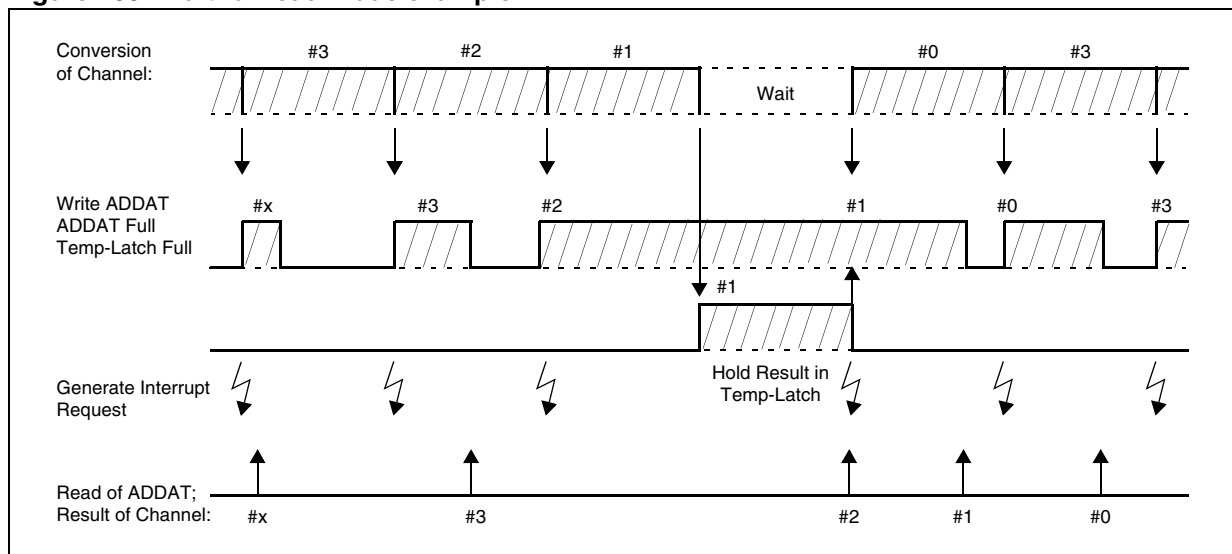 Conversion
of Channel:
#3
#2
#1
Wait
#0
#3
Write ADDAT
ADDAT Full
Temp-Latch Full
#x
#3
#2
#1
#0
#3
#1
Hold Result in
Temp-Latch
Generate Interrupt
Request
Read of ADDAT;
Result of Channel:
#x
#3
#2
#1
#0